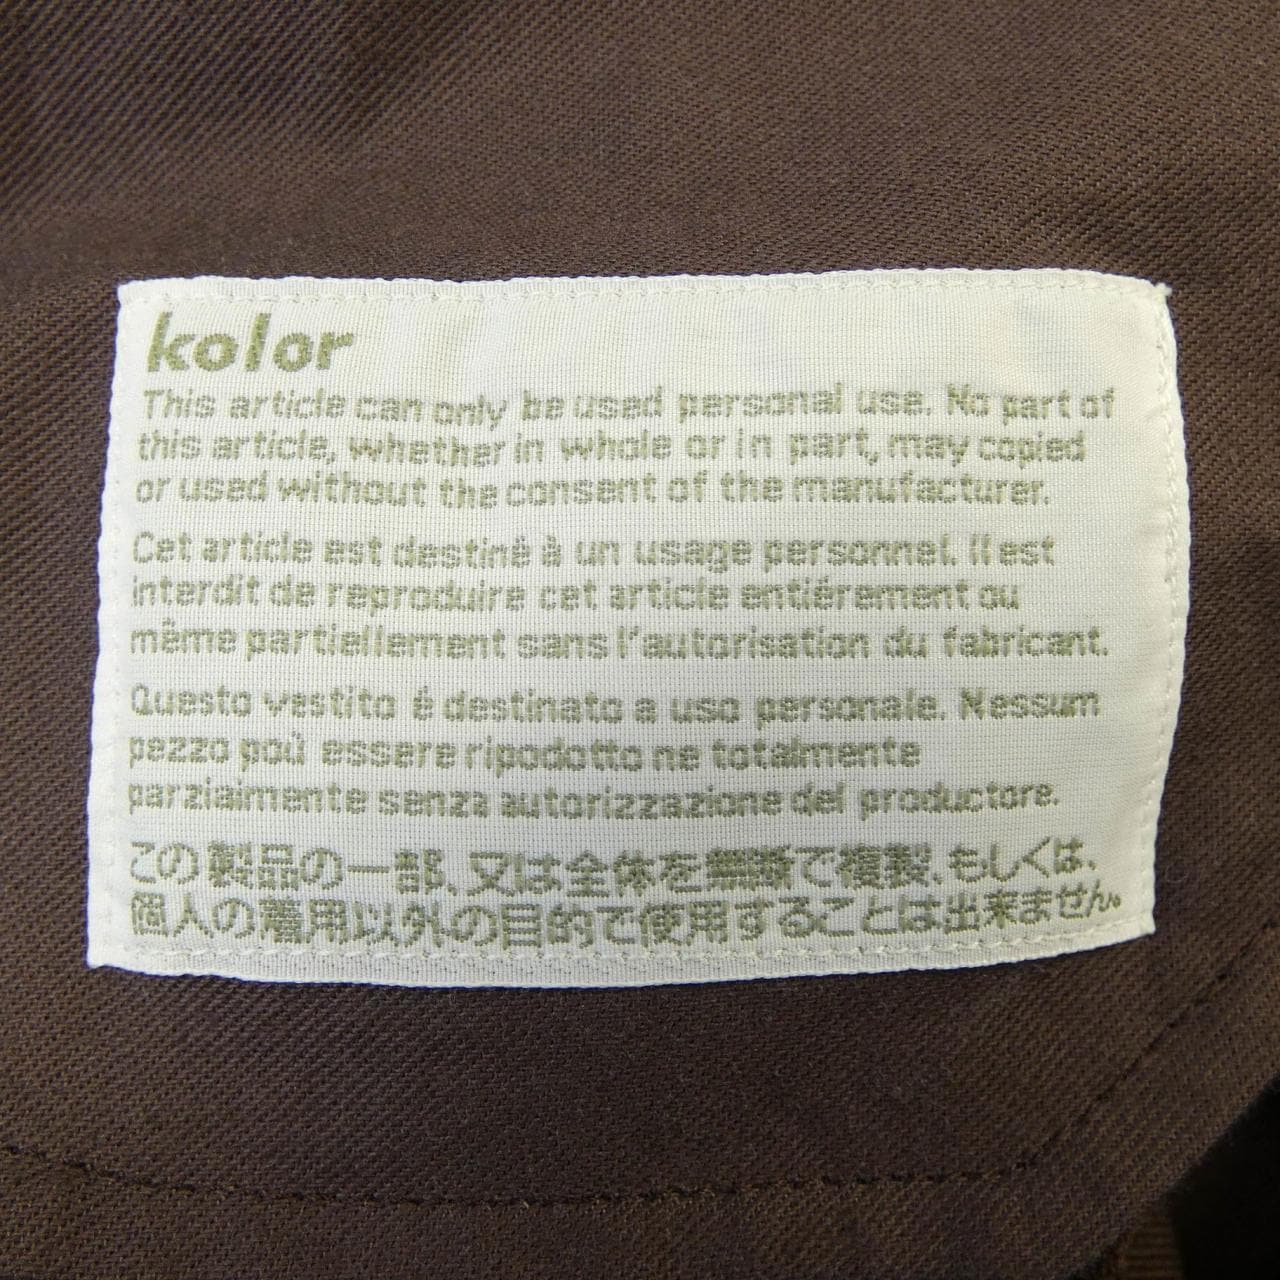 kolor
This article can only be used personal use. No part of
this article, whether in whole or in part, may copied
or used without the consent of the manufacturer.
Cet article est destiné à un usage personnel. Il est
interdit de reproduire cet article entiérement ou
même partiellement sans l'autorisation du fabricant.
Questo vestito é destinato a uso personale. Nessum
pezzo poù essere ripodotto ne totalmente
parzialmente senza autorizzazione del productore.
この製品の一部、又は全体を無断で複製、もしくは、
個人の着用以外の目的で使用することは出来ません。